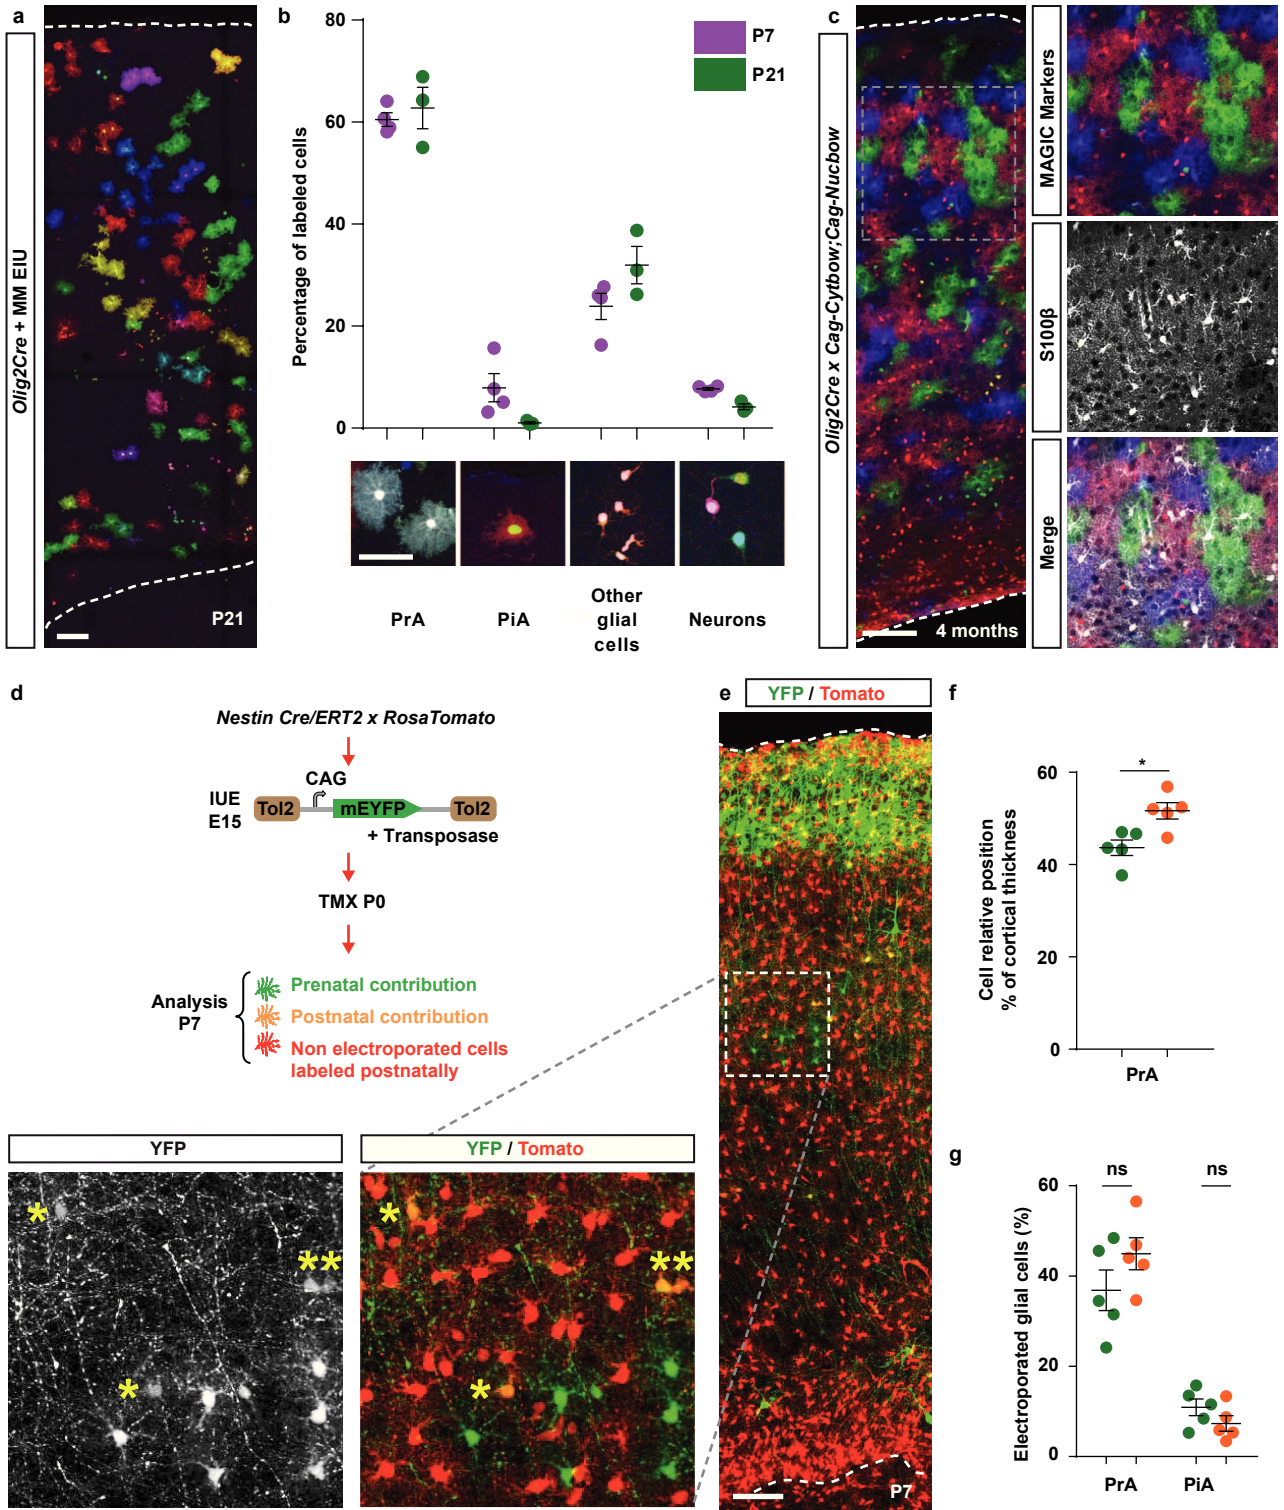 a
Olig2Cre + MM EIU
P21
b
Percentage of labeled cells
80
60
40
20
0
P7
P21
PrA
PiA
Other
glial
cells
Neurons
c
Olig2Cre x Cag-Cytbow;Cag-Nucbow
4 months
MAGIC Markers
S100β
Merge
d
Nestin Cre/ERT2 x RosaTomato
CAG
IUE
E15
Tol2
mEYFP
Tol2
+ Transposase
TMX P0
Analysis
P7
Prenatal contribution
Postnatal contribution
Non electroporated cells
labeled postnatally
YFP
*
**
*
YFP / Tomato
*
**
*
e
YFP / Tomato
P7
f
Cell relative position
% of cortical thickness
60
40
20
0
*
PrA
g
Electroporated glial cells (%)
60
40
20
0
ns
ns
PrA
PiA